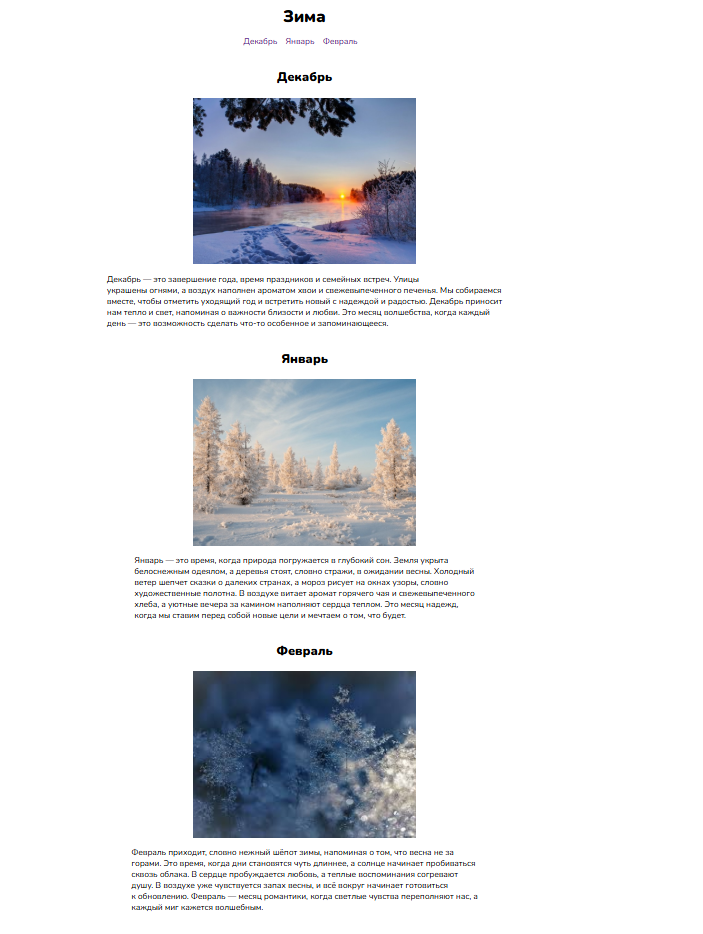 Зима
Декабрь Январь Февраль
Декабрь
Декабрь — это завершение года, время праздников и семейных встреч. Улицы
украшены огнями, а воздух наполнен ароматом хвои и свежевыпеченного печенья. Мы собираемся
вместе, чтобы отметить уходящий год и встретить новый с надеждой и радостью. Декабрь приносит
нам тепло и свет, напоминая о важности близости и любви. Это месяц волшебства, когда каждый
день — это возможность сделать что-то особенное и запоминающееся.
Январь
Январь — это время, когда природа погружается в глубокий сон. Земля укрыта
белоснежным одеялом, а деревья стоят, словно стражи, в ожидании весны. Холодный
ветер шепчет сказки о далеких странах, а мороз рисует на окнах узоры, словно
художественные полотна. В воздухе витает аромат горячего чая и свежевыпеченного
хлеба, а уютные вечера за камином наполняют сердца теплом. Это месяц надежд,
когда мы ставим перед собой новые цели и мечтаем о том, что будет.
Февраль
Февраль приходит, словно нежный шёпот зимы, напоминая о том, что весна не за
горами. Это время, когда дни становятся чуть длиннее, а солнце начинает пробиваться
сквозь облака. В сердце пробуждается любовь, а теплые воспоминания согревают
душу. В воздухе уже чувствуется запах весны, и всё вокруг начинает готовиться
к обновлению. Февраль — месяц романтики, когда светлые чувства переполняют нас, а
каждый миг кажется волшебным.